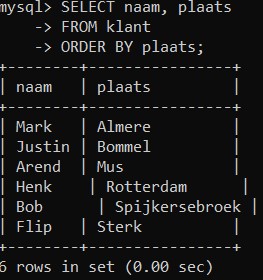 mysql> SELECT naam, plaats
    -> FROM klant
    -> ORDER BY plaats;
+--------+---------------+
| naam   | plaats        |
+--------+---------------+
| Mark   | Almere        |
| Justin | Bommel        |
| Arend  | Mus           |
| Henk    | Rotterdam     |
| Bob      | Spijkersebroek |
| Flip   | Sterk         |
+--------+---------------+
6 rows in set (0.00 sec)